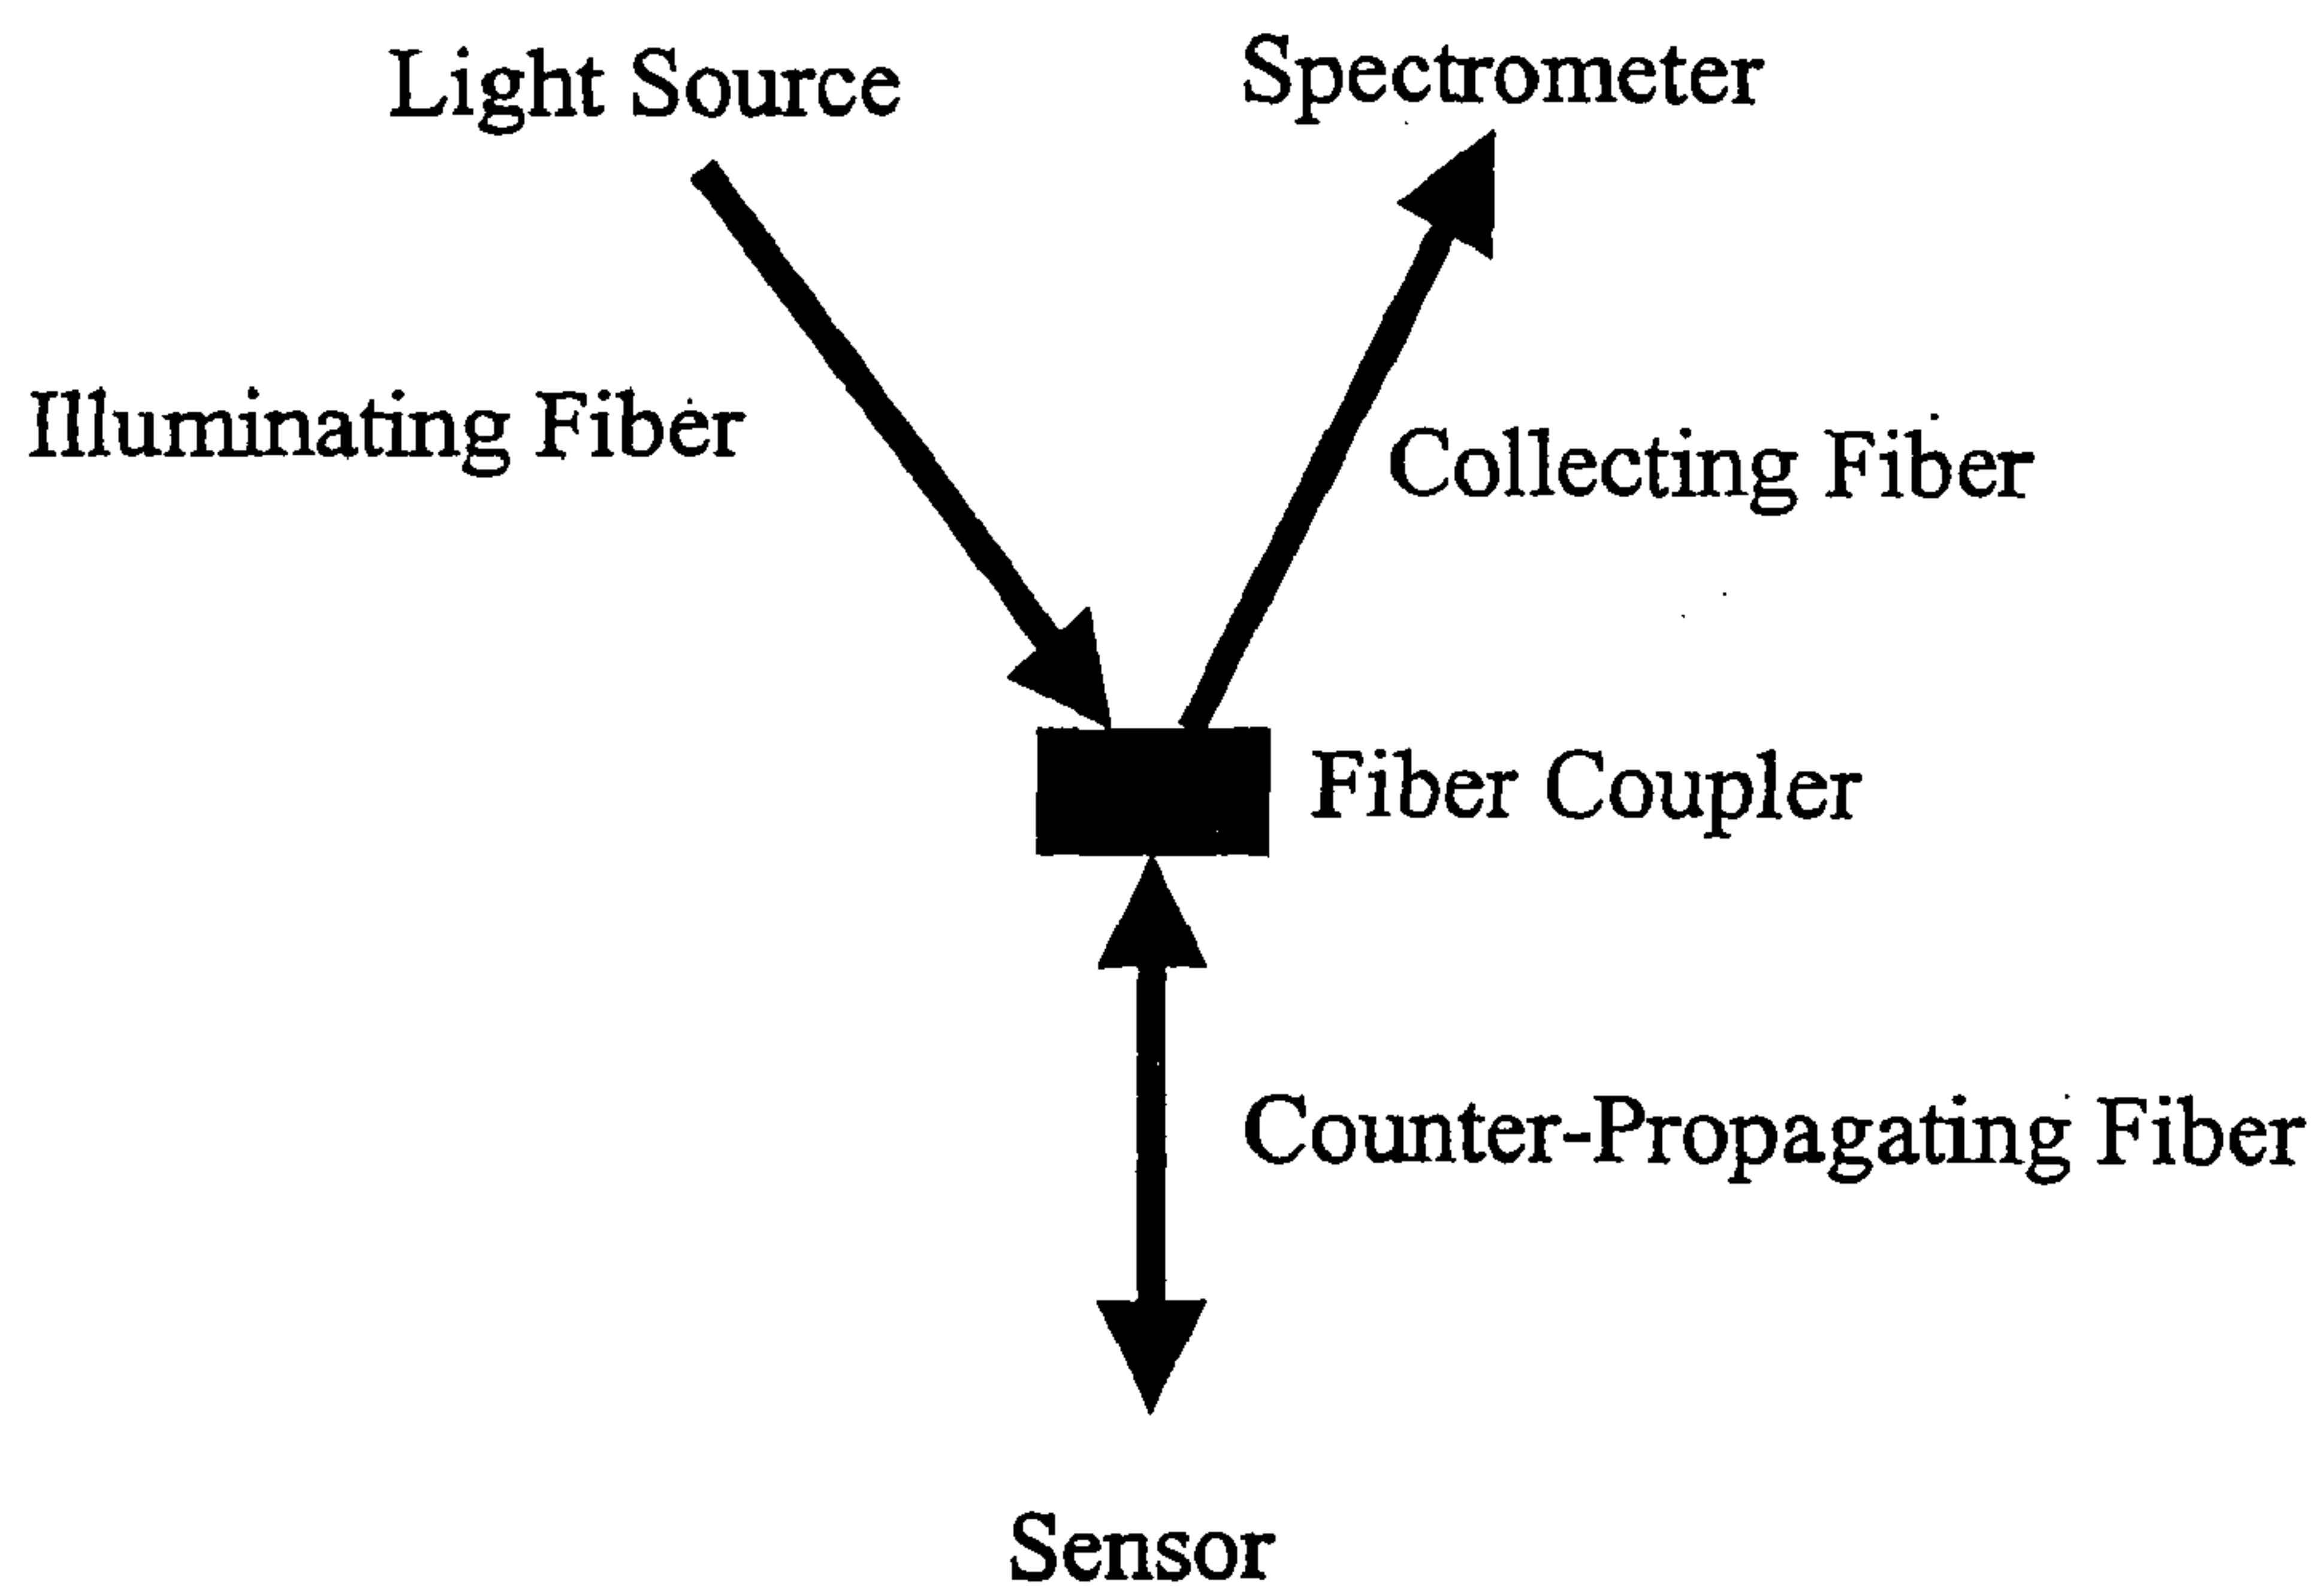 Light Source
Spectrometer
Illuminating Fiber
Collecting Fiber
Fiber Coupler
Counter-Propagating Fiber
Sensor